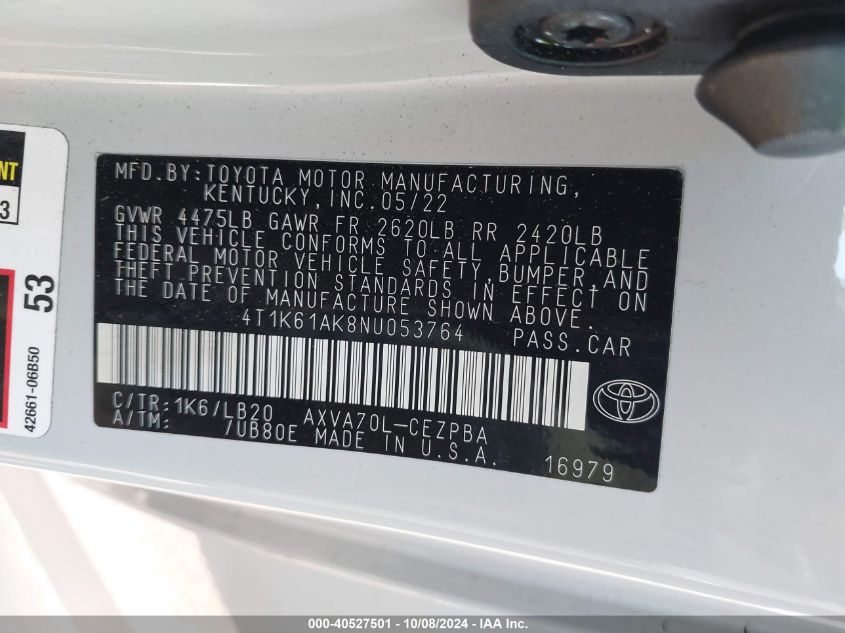 MFD.BY:TOYOTA MOTOR MANUFACTURING,
KENTUCKY, INC.05/22
GVWR 4475LB GAWR FR 2620LB RR 2420LB
THIS VEHICLE CONFORMS TO ALL APPLICABLE
FEDERAL MOTOR VEHICLE SAFETY,BUMPER,AND
THEFT PREVENTION STANDARDS IN EFFECT ON
THE DATE OF MANUFACTURE SHOWN ABOVE.
4T1K61AK8NU053764 PASS.CAR
C/TR:1K6/LB20 AXVA70L-CEZPBA
A/TM: 7UB80E MADE IN U.S.A. 16979
NT
3
53
42661-06B50
000-40527501 - 10/08/2024 - IAA Inc.